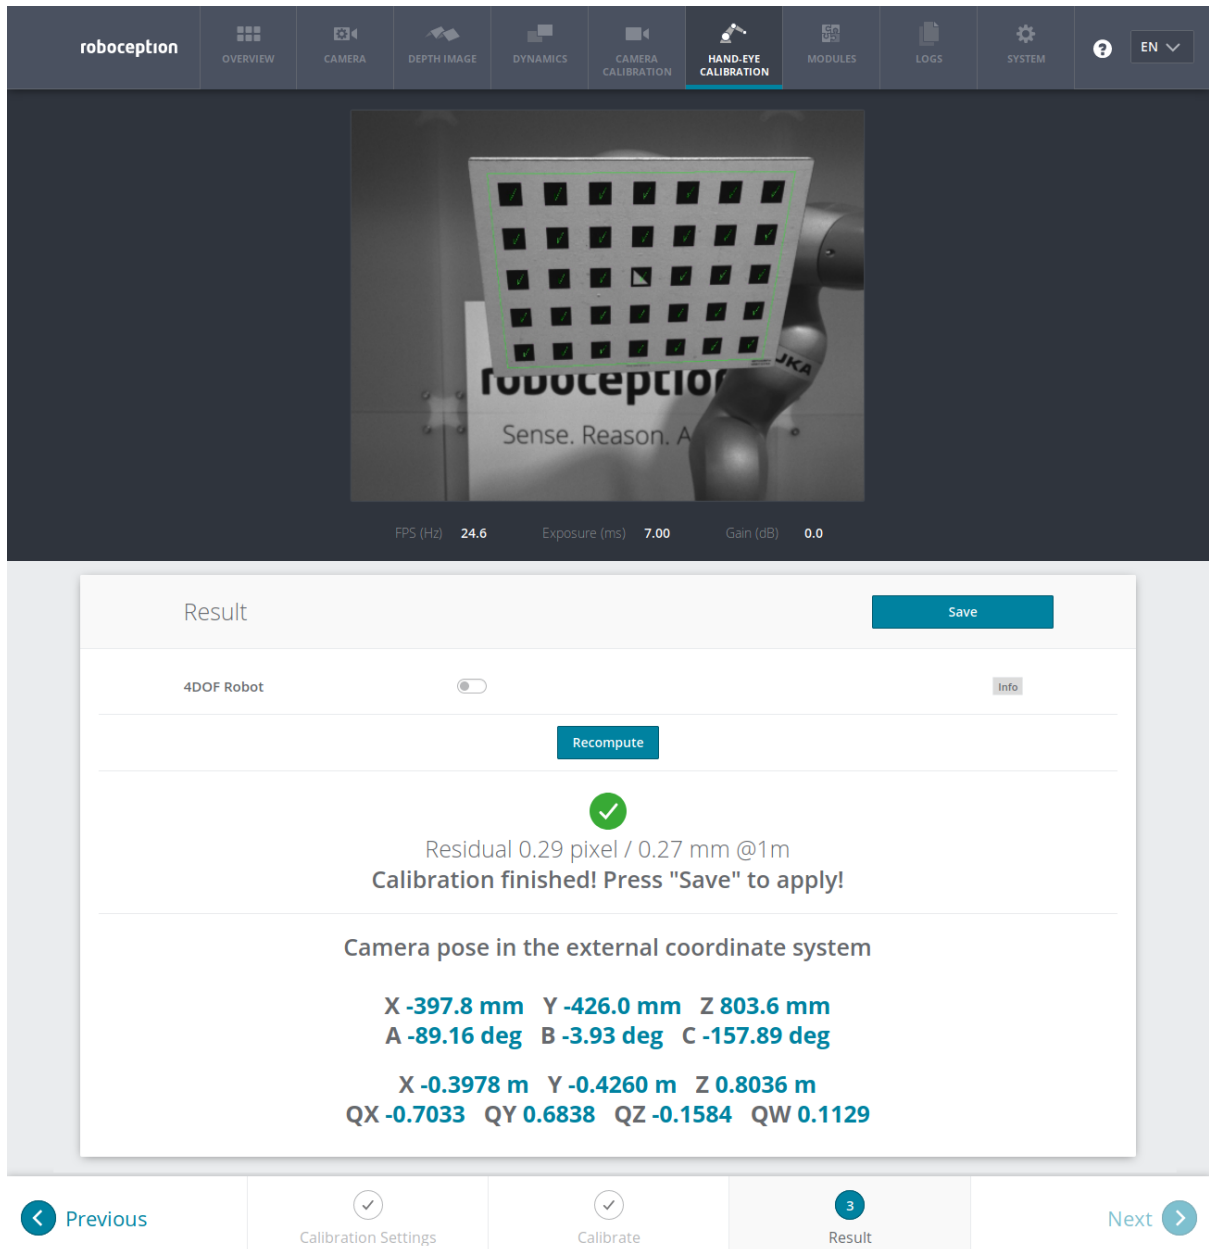 roboception
OVERVIEW
CAMERA
DEPTH IMAGE
DYNAMICS
CAMERA
CALIBRATION
HAND-EYE
CALIBRATION
MODULES
LOGS
SYSTEM
?
EN
roboception
Sense. Reason. A
UKA
FPS (Hz) 24.6 Exposure (ms) 7.00 Gain (dB) 0.0
Result
Save
4DOF Robot
Info
Recompute
Residual 0.29 pixel / 0.27 mm @1m
Calibration finished! Press "Save" to apply!
Camera pose in the external coordinate system
X -397.8 mm Y -426.0 mm Z 803.6 mm
A -89.16 deg B -3.93 deg C -157.89 deg
X -0.3978 m Y -0.4260 m Z 0.8036 m
QX -0.7033 QY 0.6838 QZ -0.1584 QW 0.1129
Previous
Calibration Settings
Calibrate
3
Result
Next